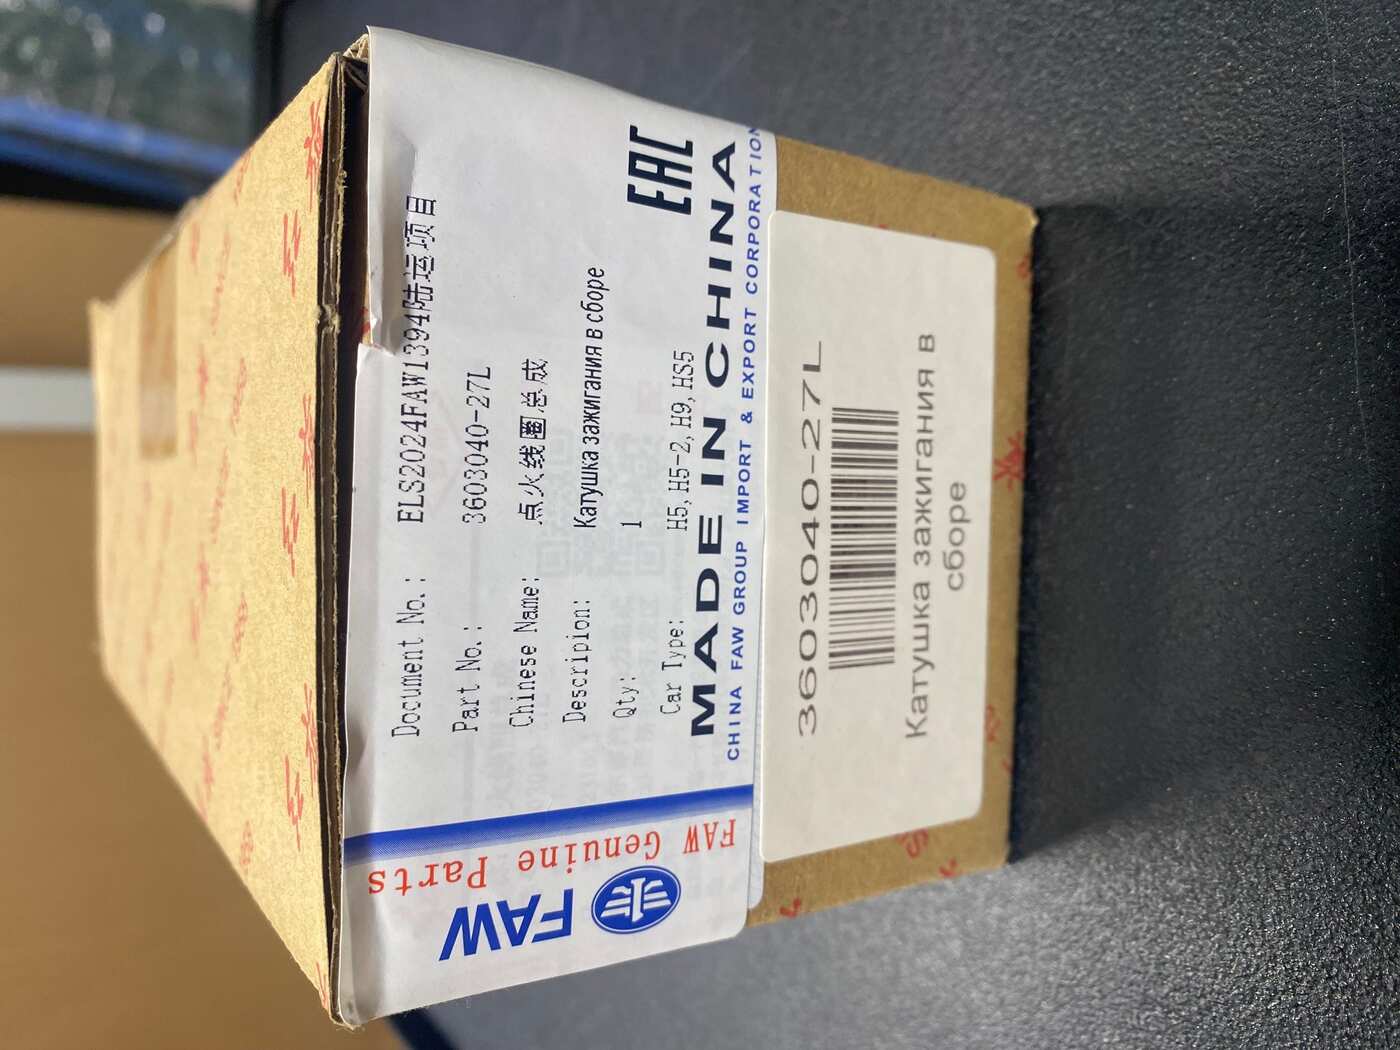 FAW
FAW Genuine Parts
Document No.: ELS2024FAW1394陆运项目
Part No.: 3603040-27L
Chinese Name: 点火线圈总成
Descripion: Катушка зажигания в сборе
Qty: 1
Car Type: H5, H5-2, H9, HS5
EAC
MADE IN CHINA
CHINA FAW GROUP IMPORT & EXPORT CORPORATION
3603040-27L
Катушка зажигания в
сборе